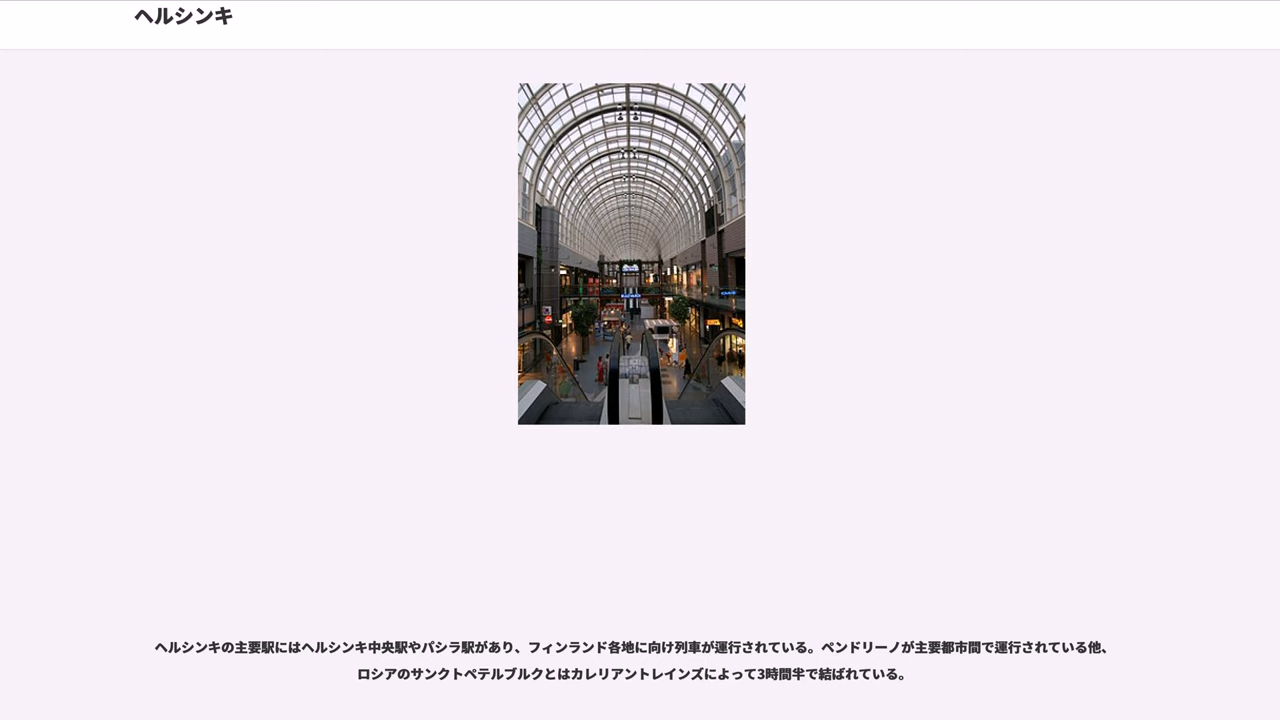 ヘルシンキ
ヘルシンキの主要駅にはヘルシンキ中央駅やパシラ駅があり、フィンランド各地に向け列車が運行されている。ペンドリーノが主要都市間で運行されている他、
ロシアのサンクトペテルブルクとはカレリアントレインズによって3時間半で結ばれている。